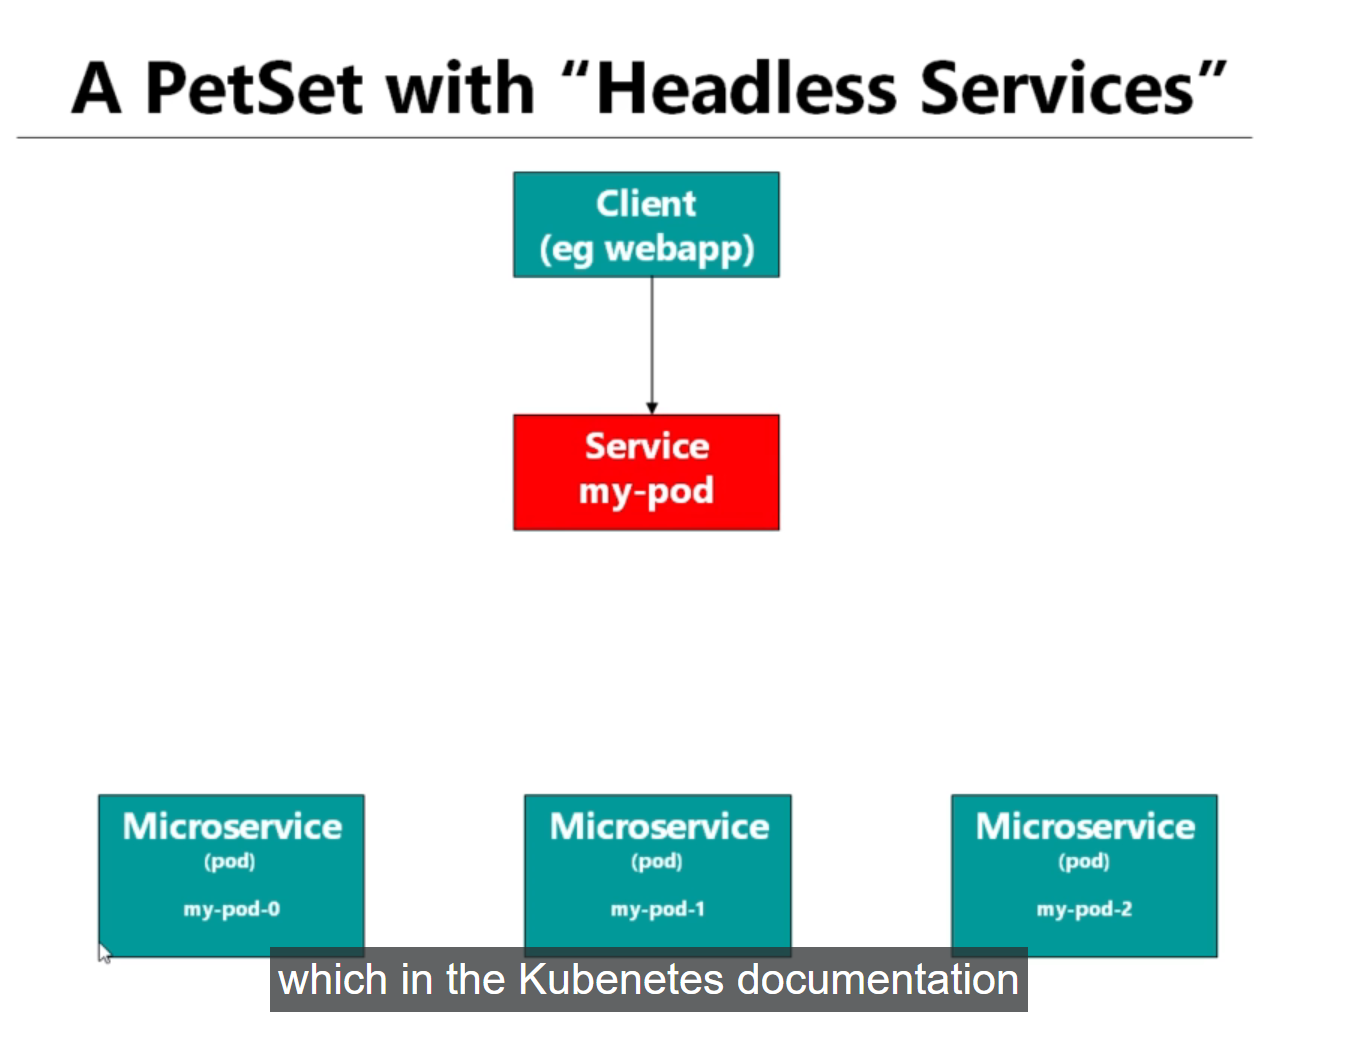 A PetSet with “Headless Services”
Client
(eg webapp)
Service
my-pod
Microservice
(pod)
my-pod-0
Microservice
(pod)
my-pod-1
Microservice
(pod)
my-pod-2
which in the Kubenetes documentation